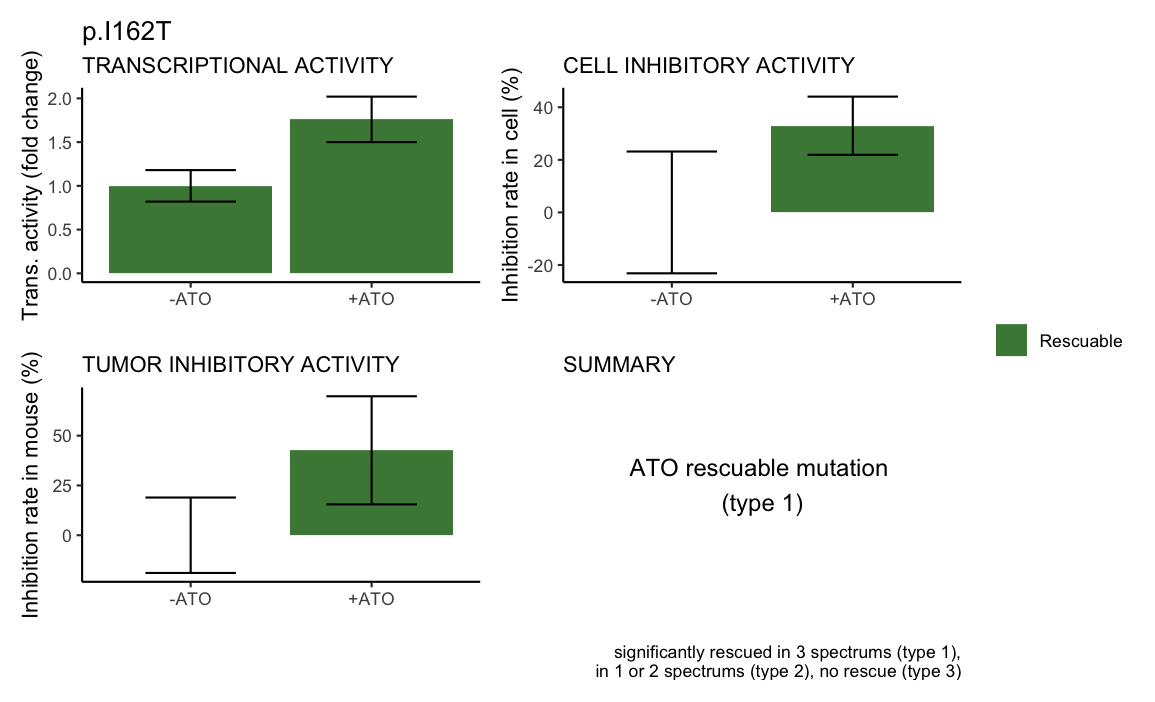 p.I162T
TRANSCRIPTIONAL ACTIVITY
Trans. activity (fold change)
2.0
1.5
1.0
0.5
0.0
-ATO
+ATO
CELL INHIBITORY ACTIVITY
Inhibition rate in cell (%)
40
20
0
-20
-ATO
+ATO
Rescuable
TUMOR INHIBITORY ACTIVITY
Inhibition rate in mouse (%)
50
25
0
-ATO
+ATO
SUMMARY
ATO rescuable mutation
(type 1)
significantly rescued in 3 spectrums (type 1),
in 1 or 2 spectrums (type 2), no rescue (type 3)